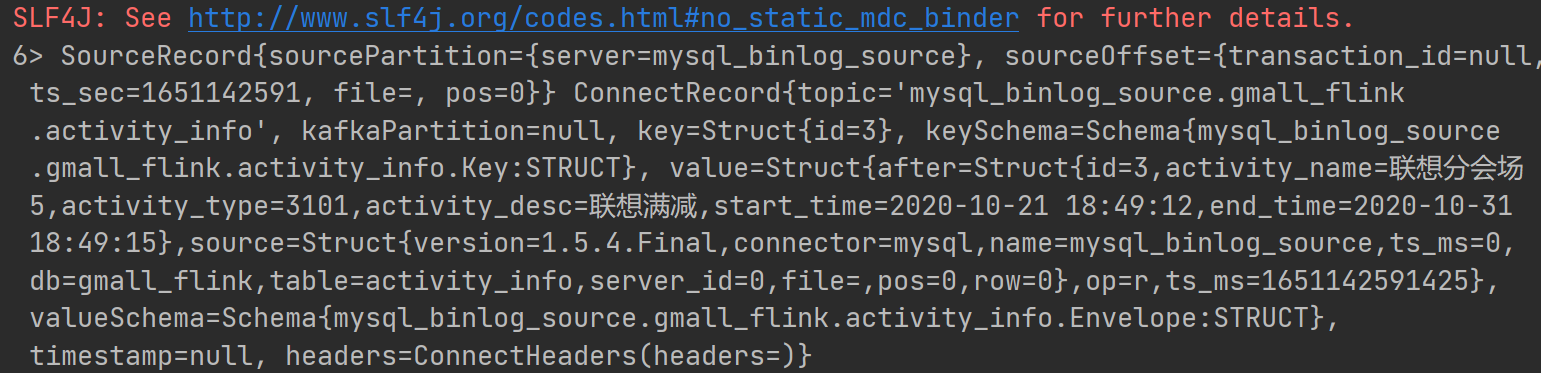 SLF4J: See http://www.slf4j.org/codes.html#no_static_mdc_binder for further details.
6> SourceRecord{sourcePartition={server=mysql_binlog_source}, sourceOffset={transaction_id=null,
ts_sec=1651142591, file=, pos=0}} ConnectRecord{topic='mysql_binlog_source.gmall_flink
.activity_info', kafkaPartition=null, key=Struct{id=3}, keySchema=Schema{mysql_binlog_source
.gmall_flink.activity_info.Key:STRUCT}, value=Struct{after=Struct{id=3,activity_name=联想分会场
5,activity_type=3101,activity_desc=联想满减,start_time=2020-10-21 18:49:12,end_time=2020-10-31
18:49:15},source=Struct{version=1.5.4.Final,connector=mysql,name=mysql_binlog_source,ts_ms=0,
db=gmall_flink,table=activity_info,server_id=0,file=,pos=0,row=0},op=r,ts_ms=1651142591425},
valueSchema=Schema{mysql_binlog_source.gmall_flink.activity_info.Envelope:STRUCT},
timestamp=null, headers=ConnectHeaders(headers=)}